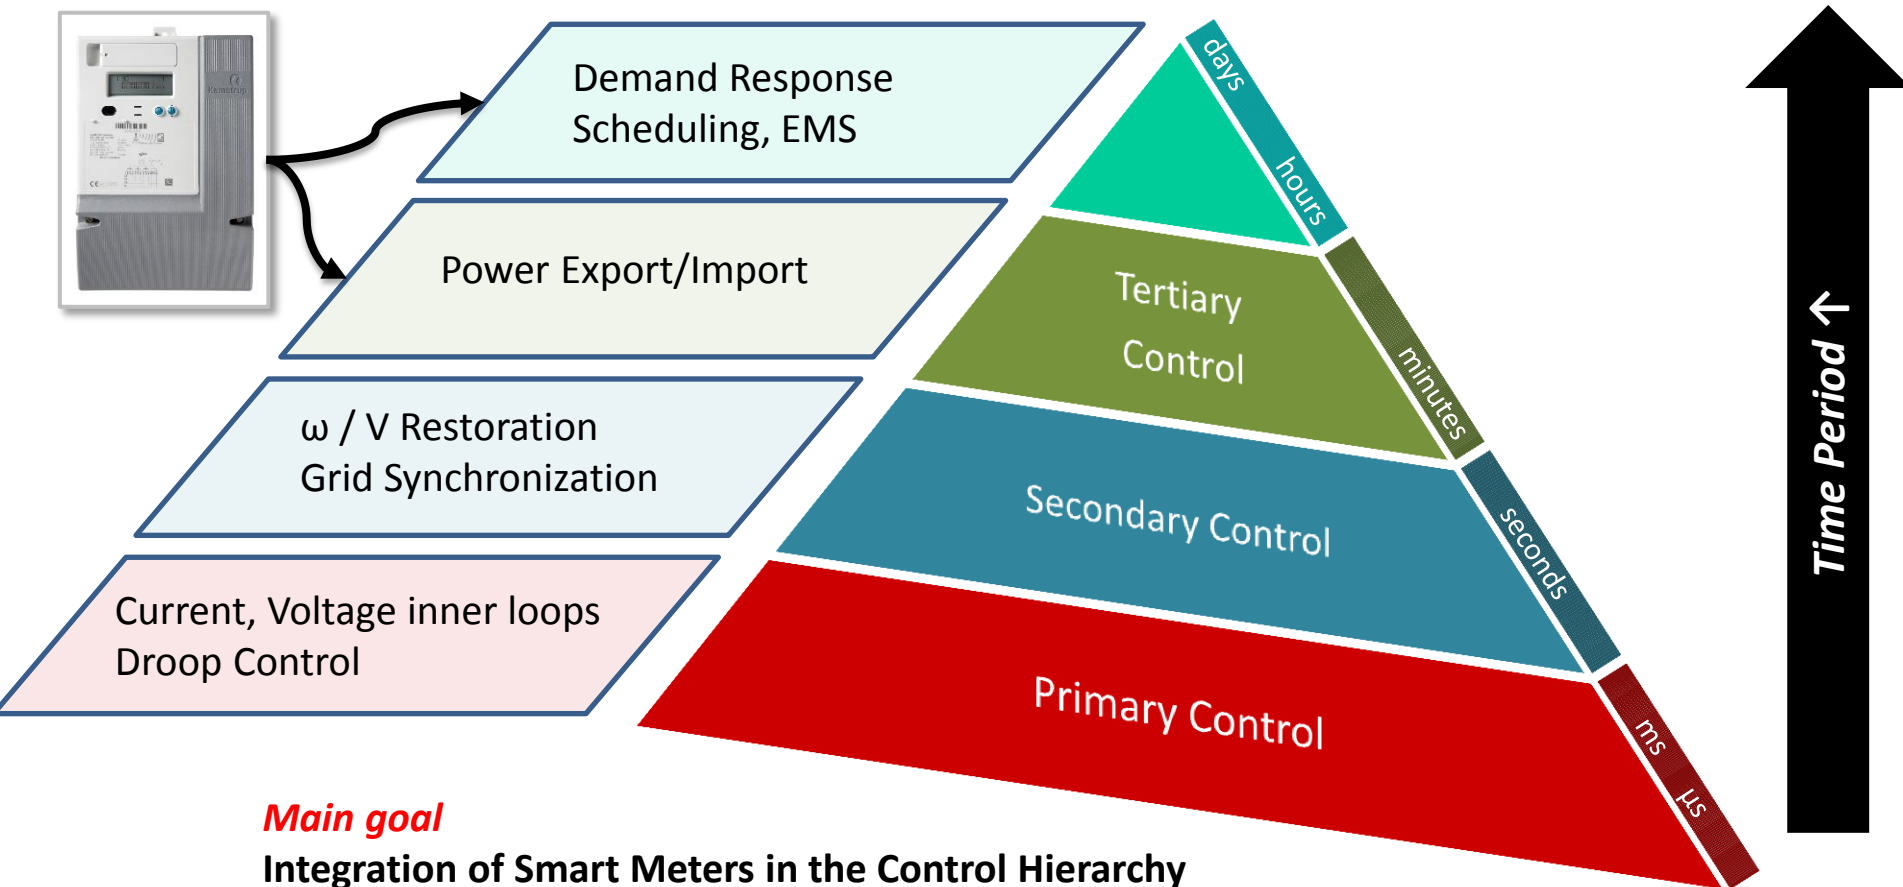 Kamstrup
Demand Response
Scheduling, EMS
Power Export/Import
ω / V Restoration
Grid Synchronization
Current, Voltage inner loops
Droop Control
days
hours
Tertiary
Control
minutes
Secondary Control
seconds
Primary Control
ms
µs
Time Period ↑
Main goal
Integration of Smart Meters in the Control Hierarchy